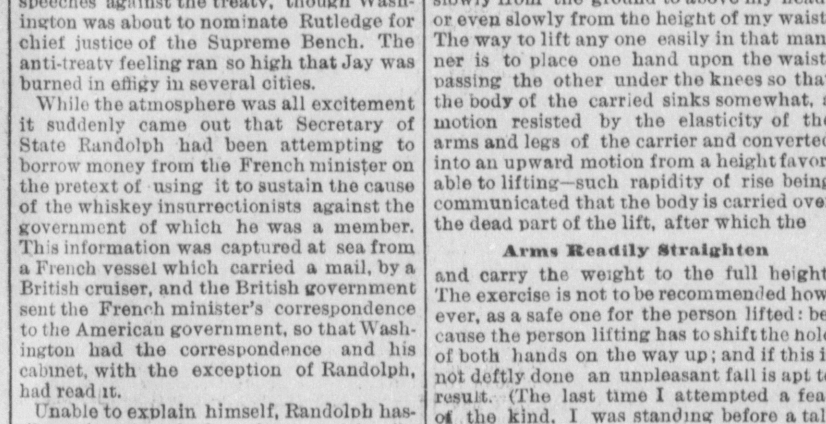 speeches against the treaty, though Wash-
ington was about to nominate Rutledge for
chief justice of the Supreme Bench. The
anti-treaty feeling ran so high that Jay was
burned in effigy in several cities.
While the atmosphere was all excitement
it suddenly came out that Secretary of
State Randolph had been attempting to
borrow money from the French minister on
the pretext of using it to sustain the cause
of the whiskey insurrectionists against the
government of which he was a member.
This information was captured at sea from
a French vessel which carried a mail, by a
British cruiser, and the British government
sent the French minister's correspondence
to the American government, so that Wash-
ington had the correspondence and his
cabinet, with the exception of Randolph,
had read it.
Unable to explain himself, Randolph has-
slowly from the ground to above my head
or even slowly from the height of my waist
The way to lift any one easily in that man
ner is to place one hand upon the waist
passing the other under the knees so tha
the body of the carried sinks somewhat,
motion resisted by the elasticity of the
arms and legs of the carrier and converted
into an upward motion from a height favor
able to lifting—such rapidity of rise being
communicated that the body is carried ove
the dead part of the lift, after which the
Arms Readily Straighten
and carry the weight to the full height
The exercise is not to be recommended how
ever, as a safe one for the person lifted: be
cause the person lifting has to shift the hold
of both hands on the way up; and if this i
not deftly done an unpleasant fall is apt t
result. (The last time I attempted a fea
of the kind, I was standing before a tal